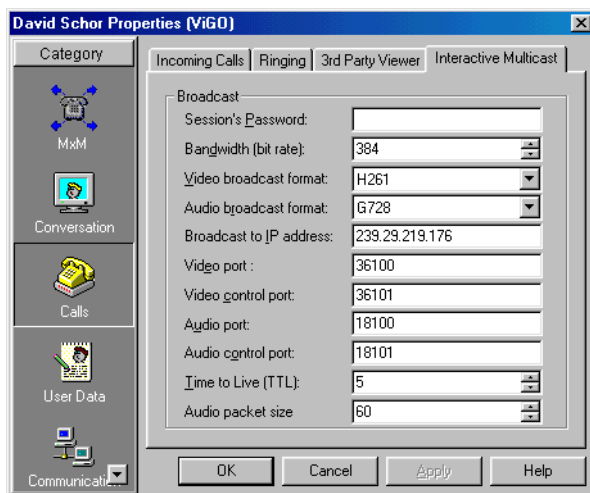 David Schor Properties (ViGO)
Category
MxM
Conversation
Calls
User Data
Incoming Calls
Ringing
3rd Party Viewer
Interactive Multicast
Broadcast
Session's Password:
Bandwidth (bit rate): 384
Video broadcast format: H261
Audio broadcast format: G728
Broadcast to IP address: 239.29.219.176
Video port : 36100
Video control port: 36101
Audio port: 18100
Audio control port: 18101
Time to Live (TTL): 5
Audio packet size 60
OK
Cancel
Apply
Help